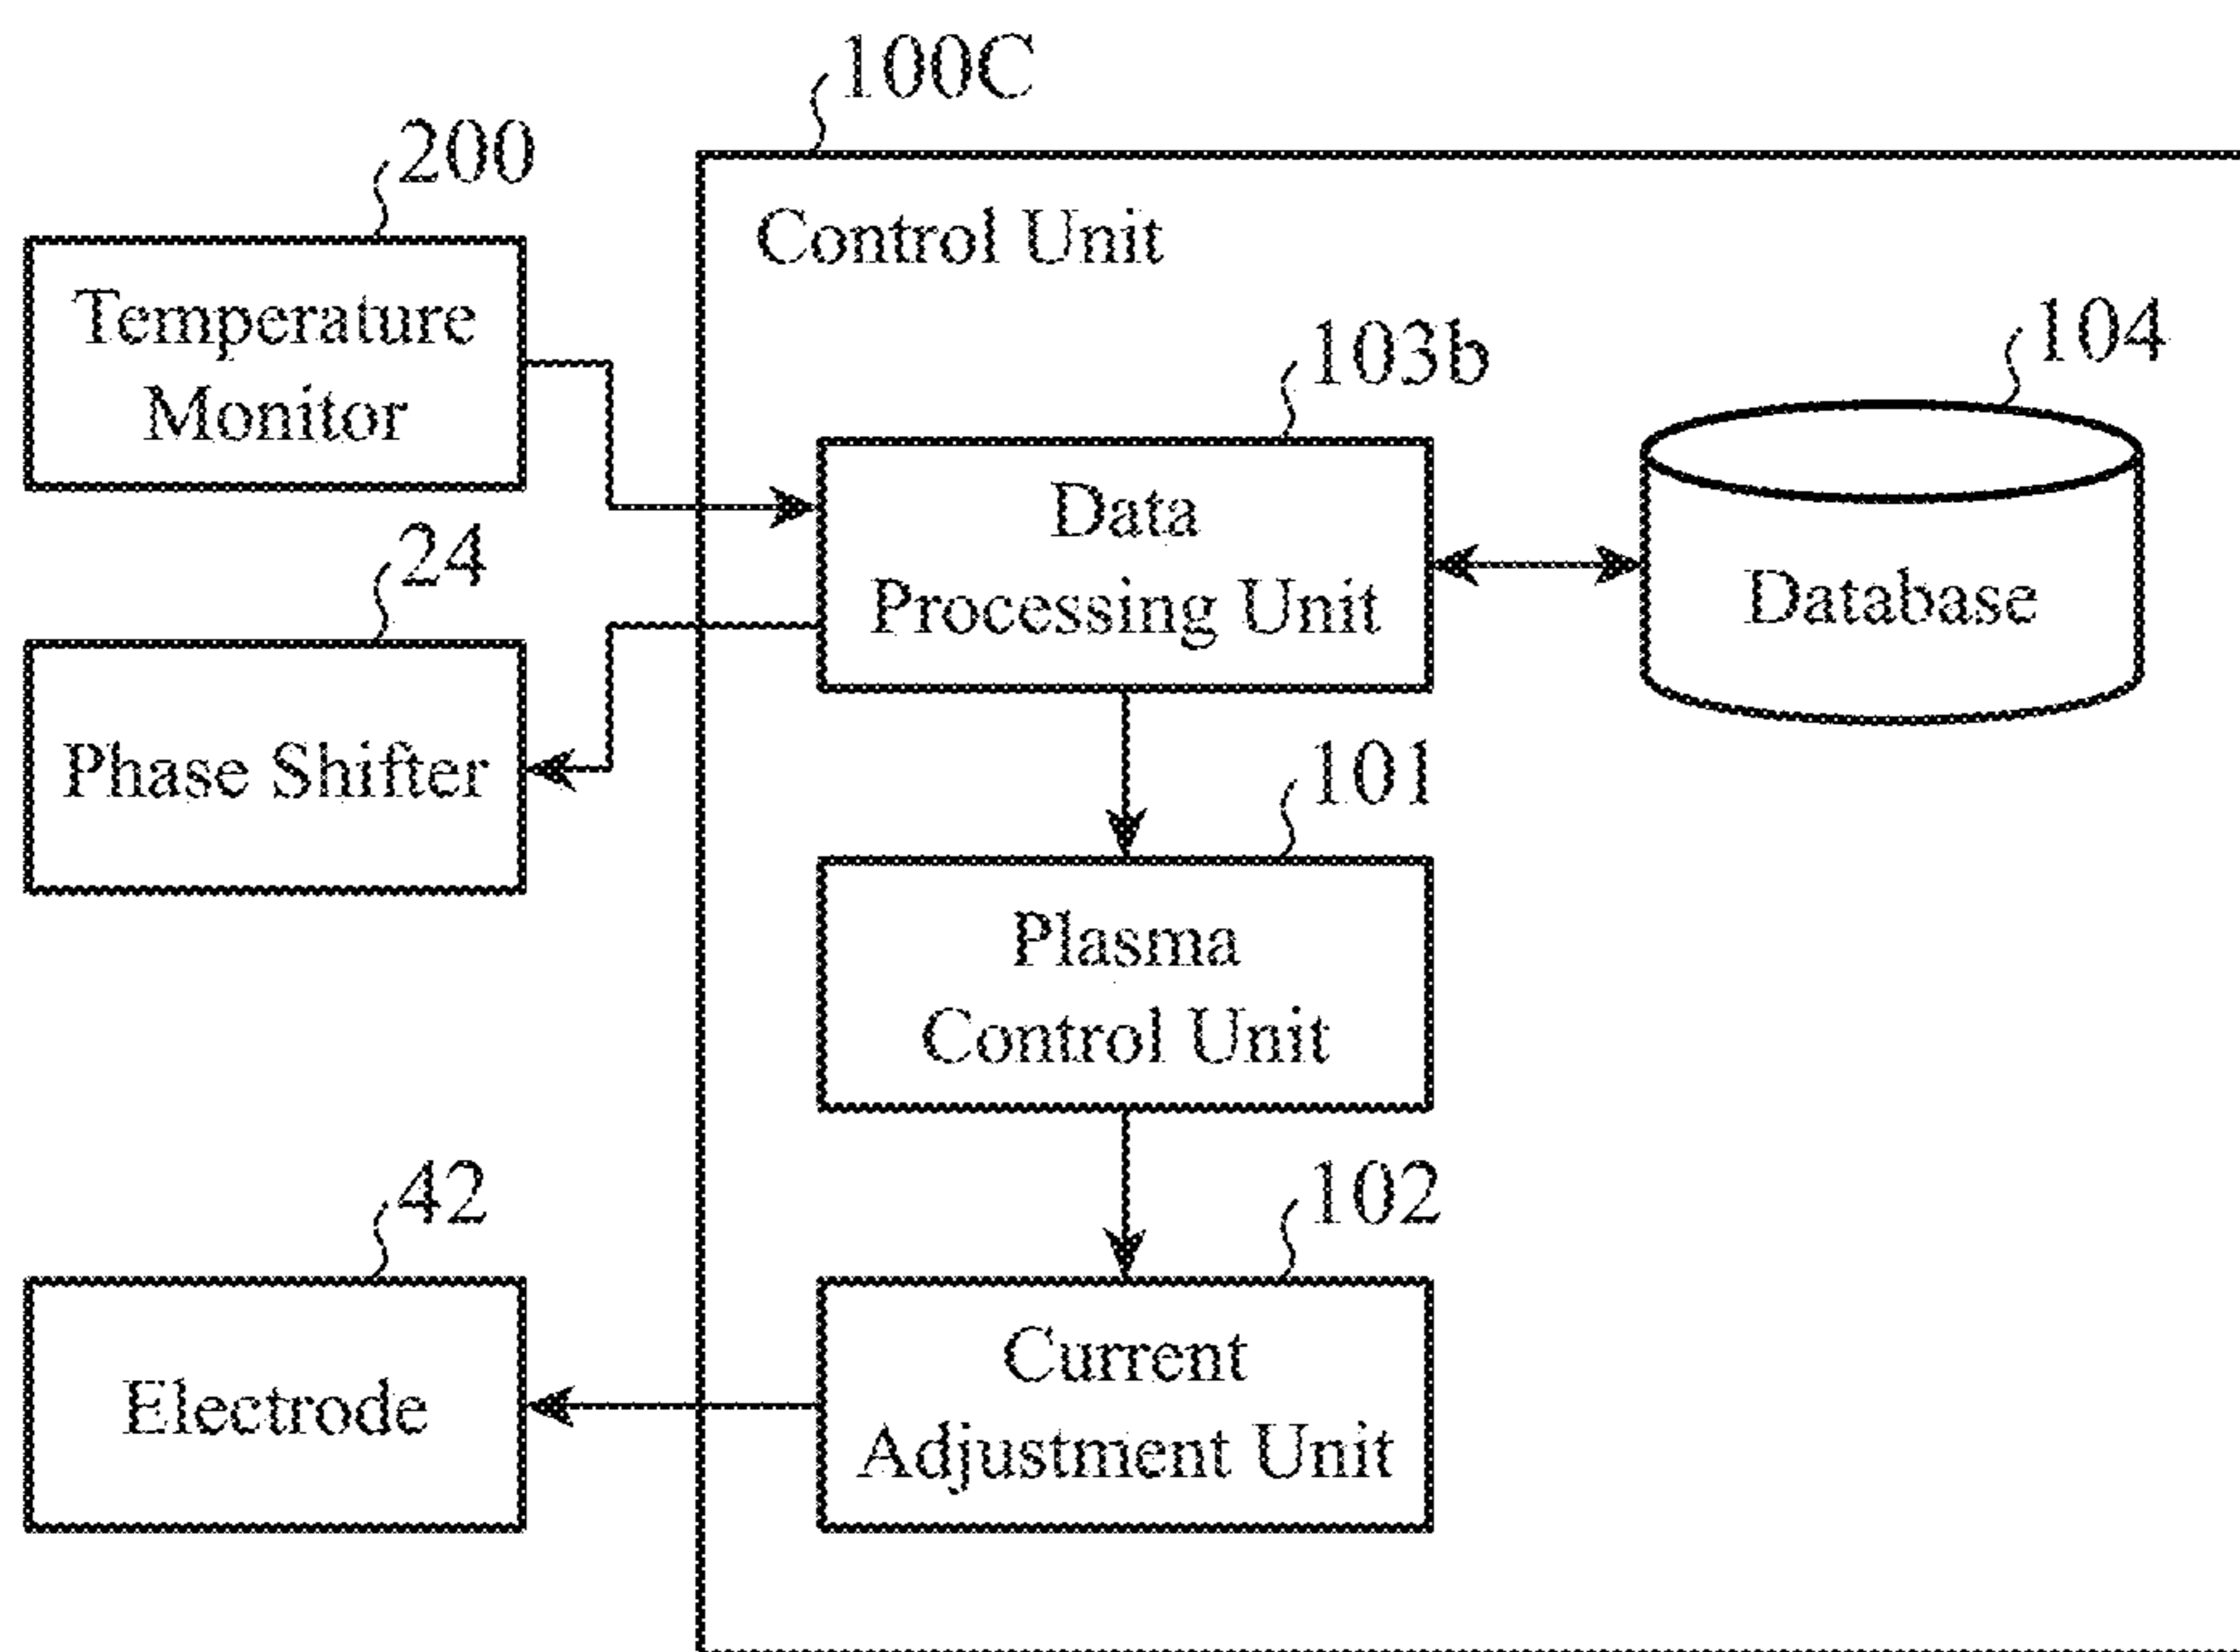 100C
200
Control Unit
Temperature
Monitor
103b
104
Data
Processing Unit
Database
24
Phase Shifter
101
Plasma
Control Unit
42
102
Electrode
Current
Adjustment Unit